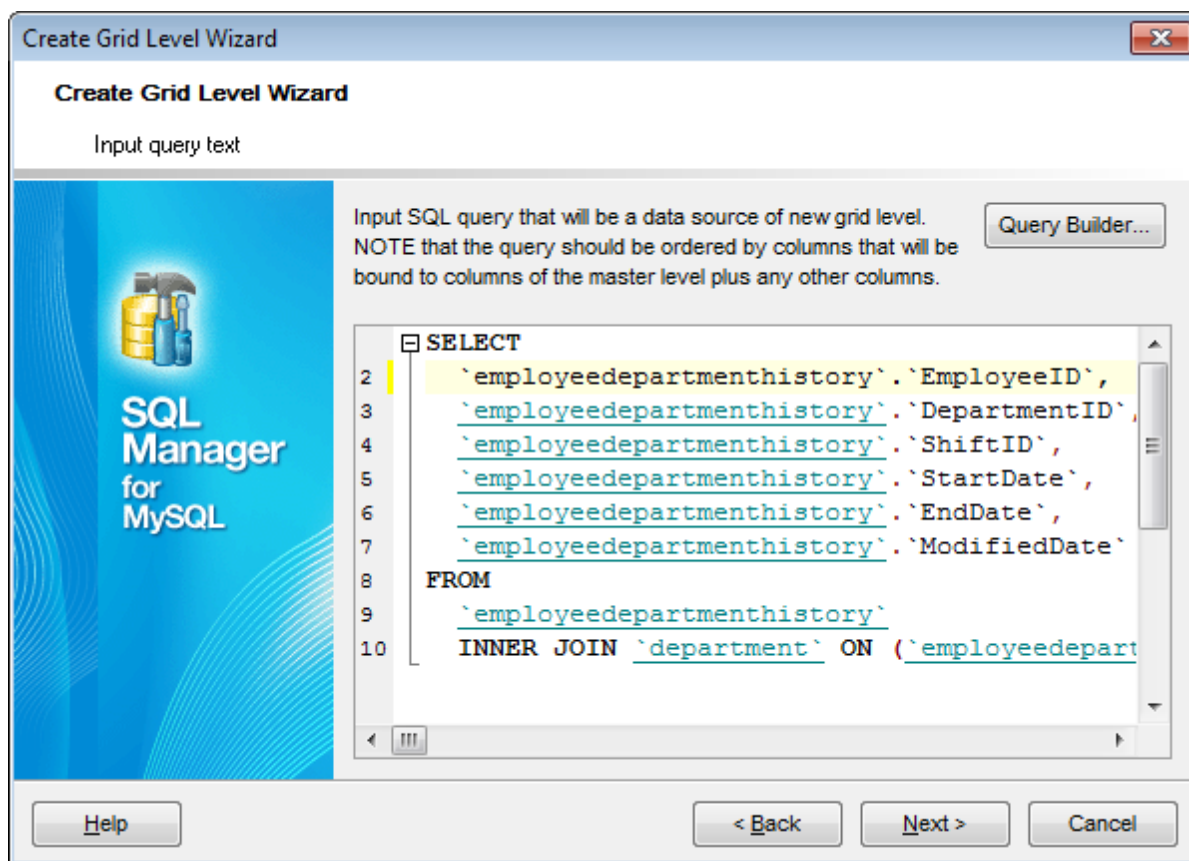 Create Grid Level Wizard
Create Grid Level Wizard
Input query text
SQL
Manager
for
MySQL
Input SQL query that will be a data source of new grid level.
NOTE that the query should be ordered by columns that will be
bound to columns of the master level plus any other columns.
Query Builder...
SELECT
2 `employeedepartmenthistory`.`EmployeeID`,
3 `employeedepartmenthistory`.`DepartmentID`,
4 `employeedepartmenthistory`.`ShiftID`,
5 `employeedepartmenthistory`.`StartDate`,
6 `employeedepartmenthistory`.`EndDate`,
7 `employeedepartmenthistory`.`ModifiedDate`
8 FROM
9 `employeedepartmenthistory`
10 INNER JOIN `department` ON (`employeedepart
Help
< Back
Next >
Cancel